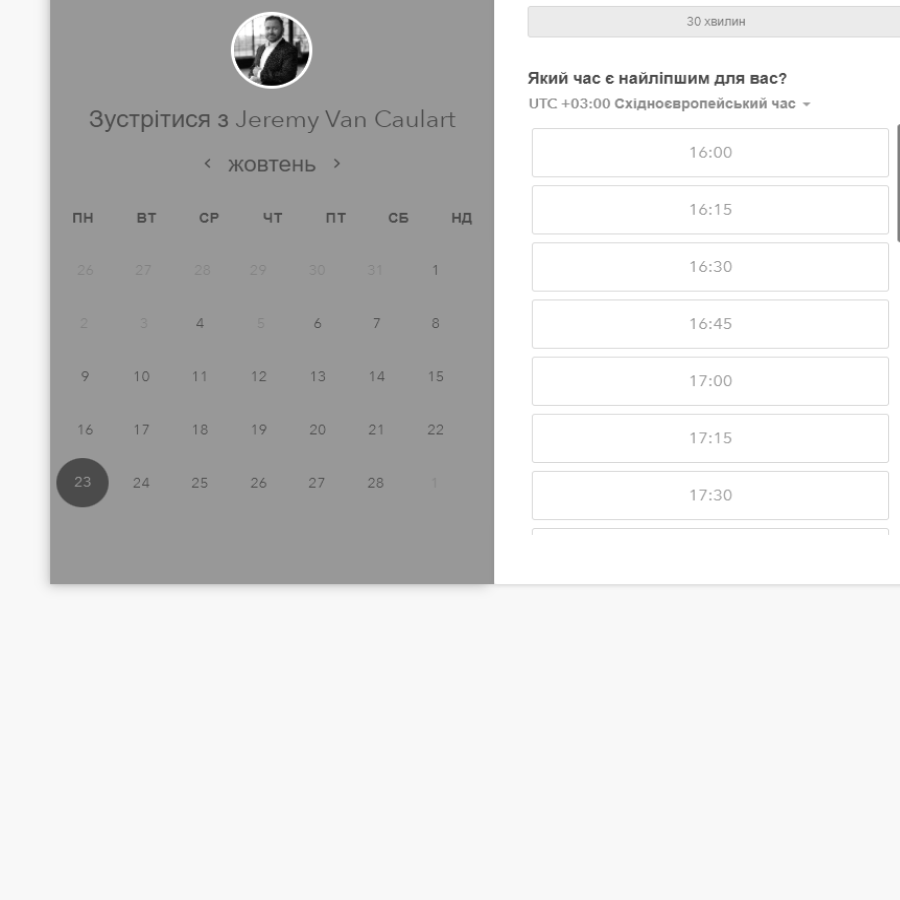 Зустрітися з Jeremy Van Caulart
жовтень
ПН ВТ СР ЧТ ПТ СБ НД
26 27 28 29 30 31 1
2 3 4 5 6 7 8
9 10 11 12 13 14 15
16 17 18 19 20 21 22
23 24 25 26 27 28 1
30 хвилин
Який час є найліпшим для вас?
UTC +03:00 Східноєвропейський час
16:00
16:15
16:30
16:45
17:00
17:15
17:30